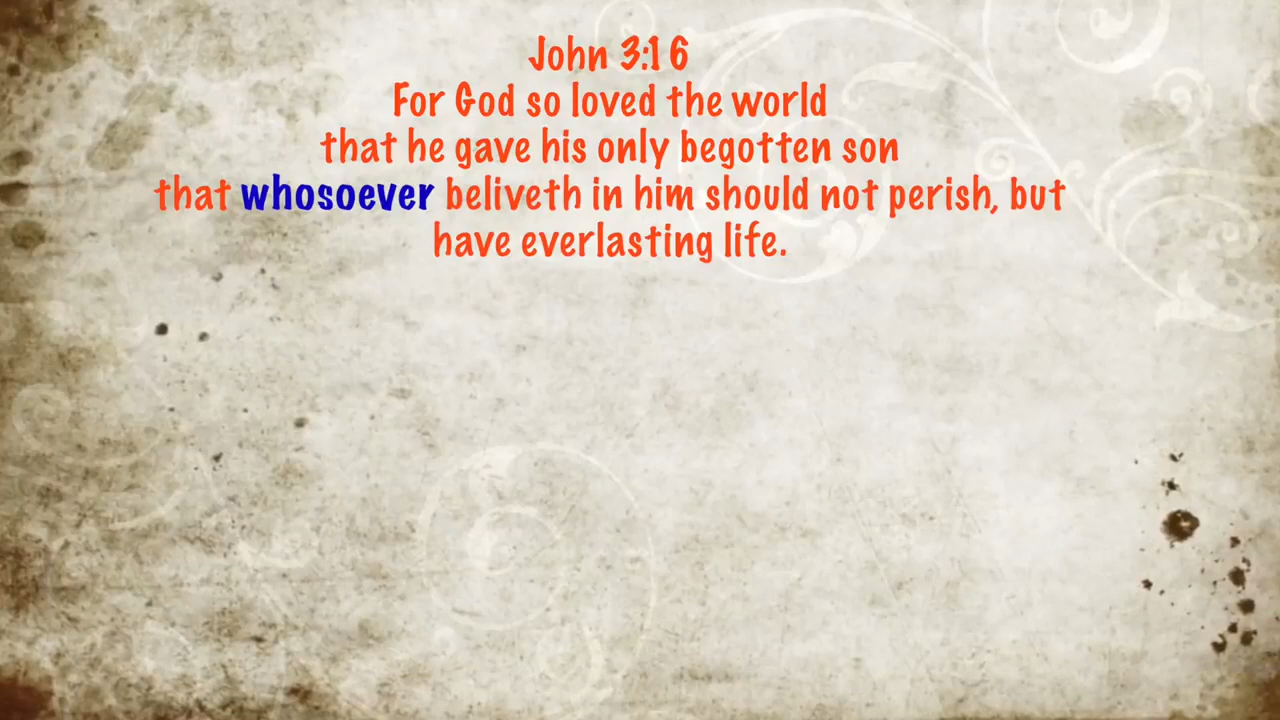 John 3:16
For God so loved the world
that he gave his only begotten son
that whosoever beliveth in him should not perish, but
have everlasting life.